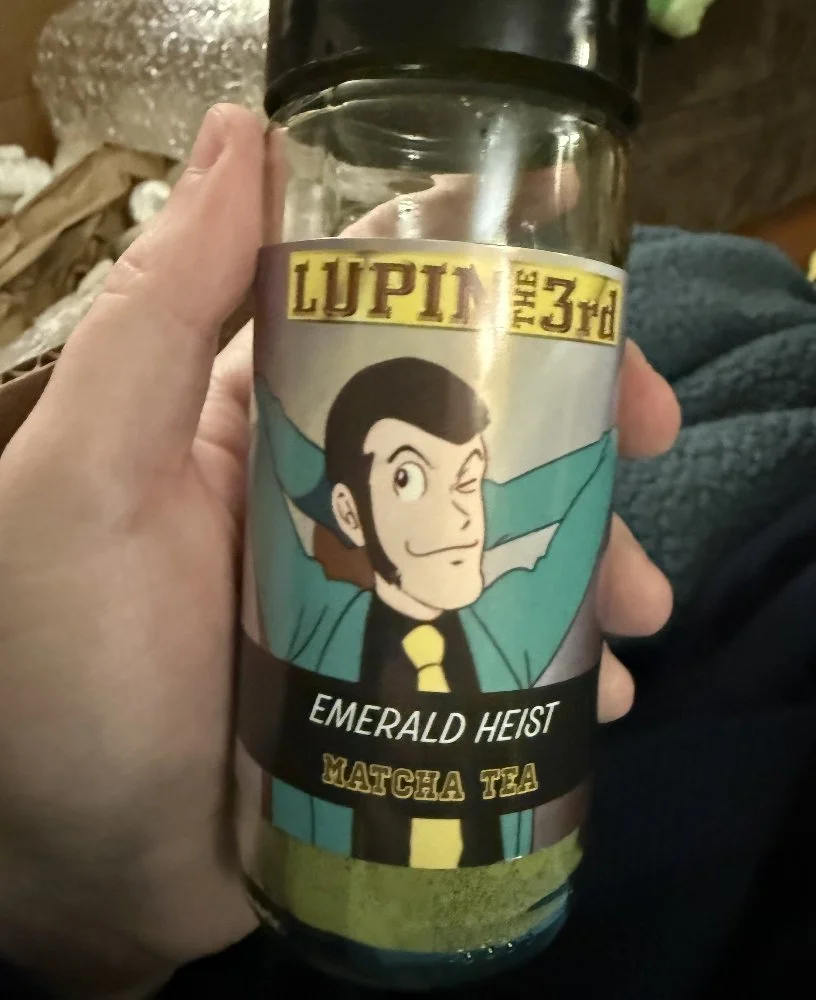 LUPIN THE 3rd
EMERALD HEIST
MATCHA TEA